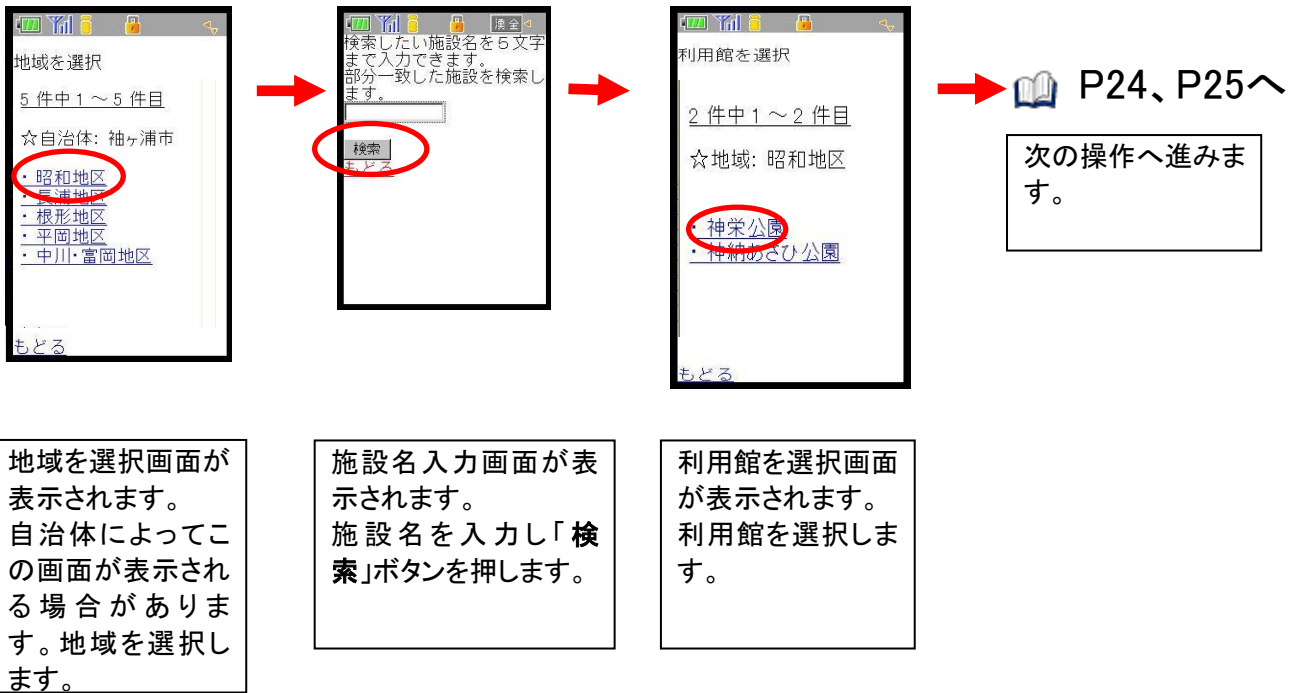 地域を選択
5 件中 1 ～ 5 件目
☆自治体: 袖ヶ浦市
・昭和地区
・長浦地区
・根形地区
・平岡地区
・中川・富岡地区
もどる
漢全
検索したい施設名を５文字
まで入力できます。
部分一致した施設を検索し
ます。
検索
もどる
利用館を選択
2 件中 1 ～ 2 件目
☆地域: 昭和地区
・神栄公園
・神納あさひ公園
もどる
P24、P25へ
次の操作へ進みま
す。
地域を選択画面が
表示されます。
自治体によってこ
の画面が表示され
る場合がありま
す。地域を選択し
ます。
施設名入力画面が表
示されます。
施設名を入力し「検
索」ボタンを押します。
利用館を選択画面
が表示されます。
利用館を選択しま
す。